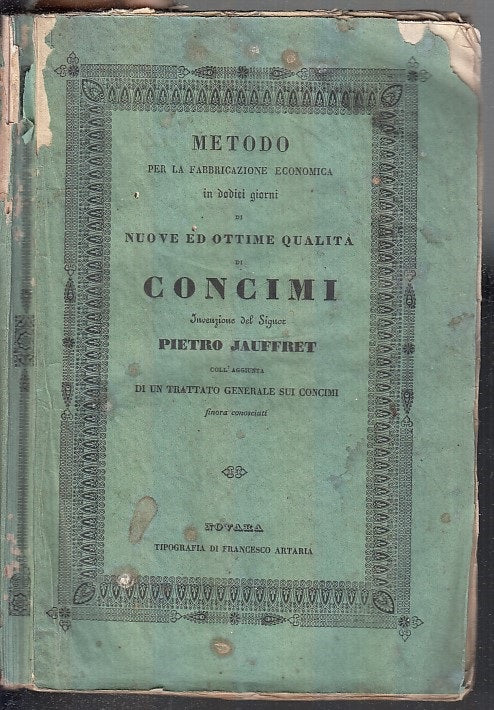 METODO
PER LA FABBRICAZIONE ECONOMICA
in dodici giorni
DI
NUOVE ED OTTIME QUALITÀ
DI
CONCIMI
Invenzione del Signor
PIETRO JAUFFRET
COLL'AGGIUNTA
DI UN TRATTATO GENERALE SUI CONCIMI
finora conosciuti
NOVARA
TIPOGRAFIA DI FRANCESCO ARTARIA